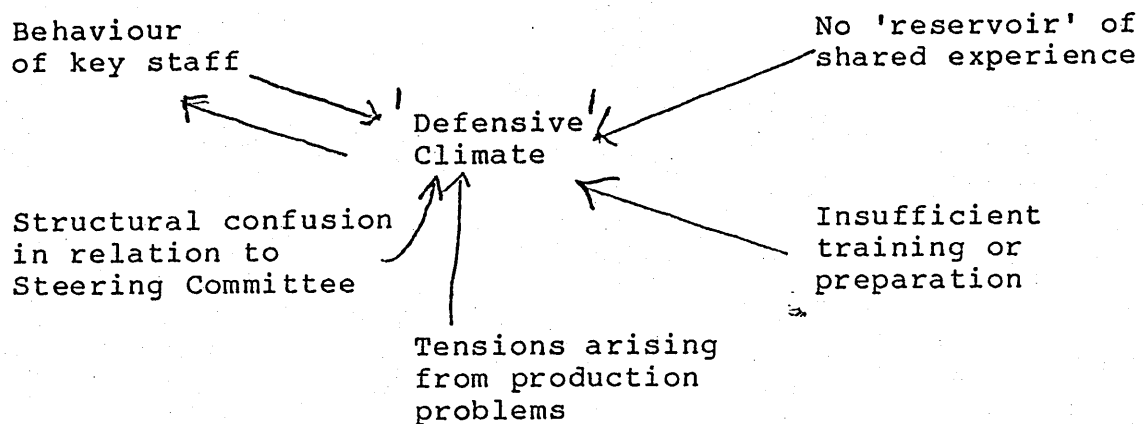 Behaviour
of key staff
No 'reservoir' of
shared experience
'Defensive'
Climate
Structural confusion
in relation to
Steering Committee
Insufficient
training or
preparation
Tensions arising
from production
problems